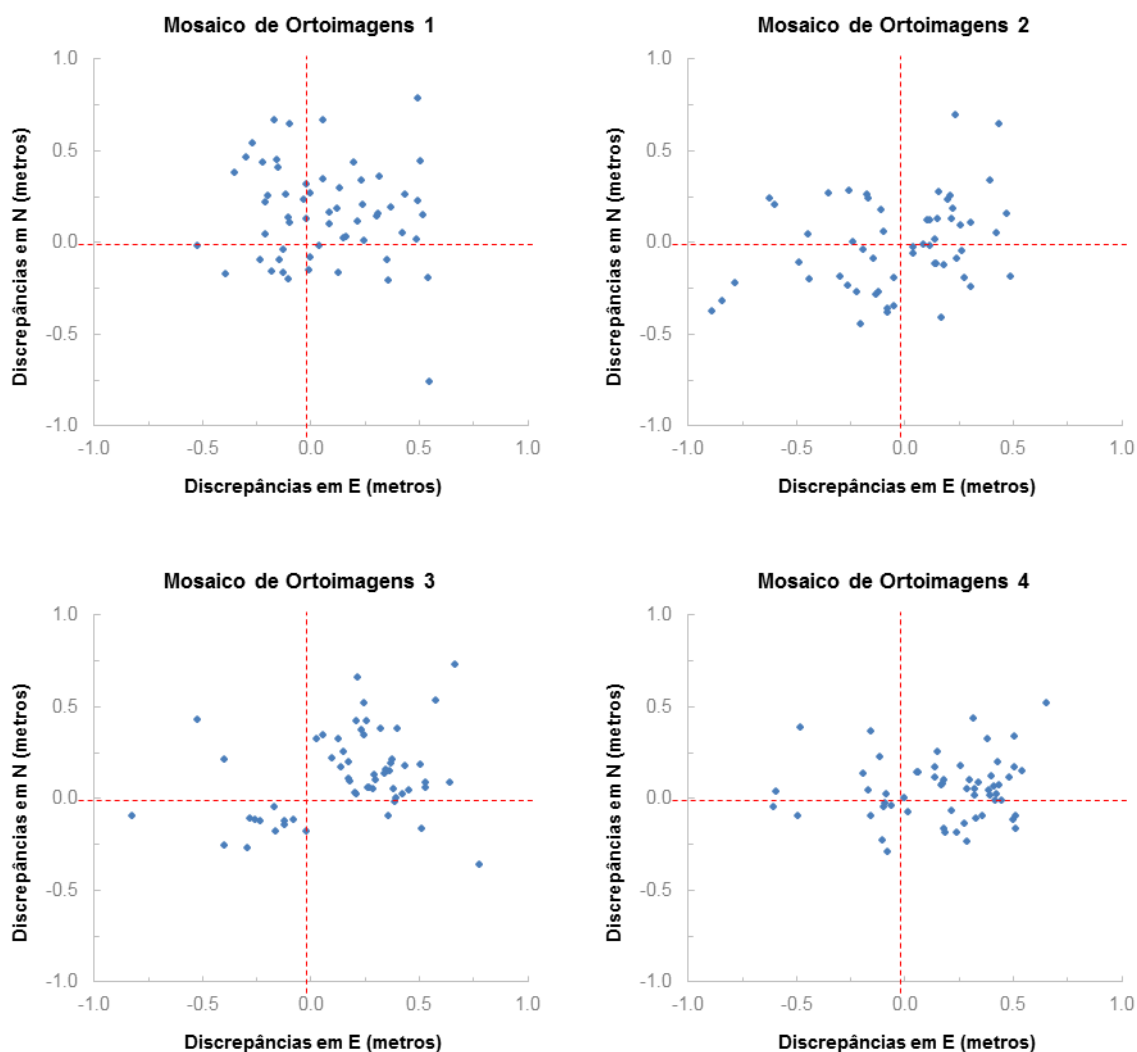 Mosaico de Ortoimagens 1
1.0
0.5
0.0
-0.5
-1.0
-1.0 -0.5 0.0 0.5 1.0
Discrepâncias em N (metros)
Discrepâncias em E (metros)
Mosaico de Ortoimagens 2
1.0
0.5
0.0
-0.5
-1.0
-1.0 -0.5 0.0 0.5 1.0
Discrepâncias em N (metros)
Discrepâncias em E (metros)
Mosaico de Ortoimagens 3
1.0
0.5
0.0
-0.5
-1.0
-1.0 -0.5 0.0 0.5 1.0
Discrepâncias em N (metros)
Discrepâncias em E (metros)
Mosaico de Ortoimagens 4
1.0
0.5
0.0
-0.5
-1.0
-1.0 -0.5 0.0 0.5 1.0
Discrepâncias em N (metros)
Discrepâncias em E (metros)